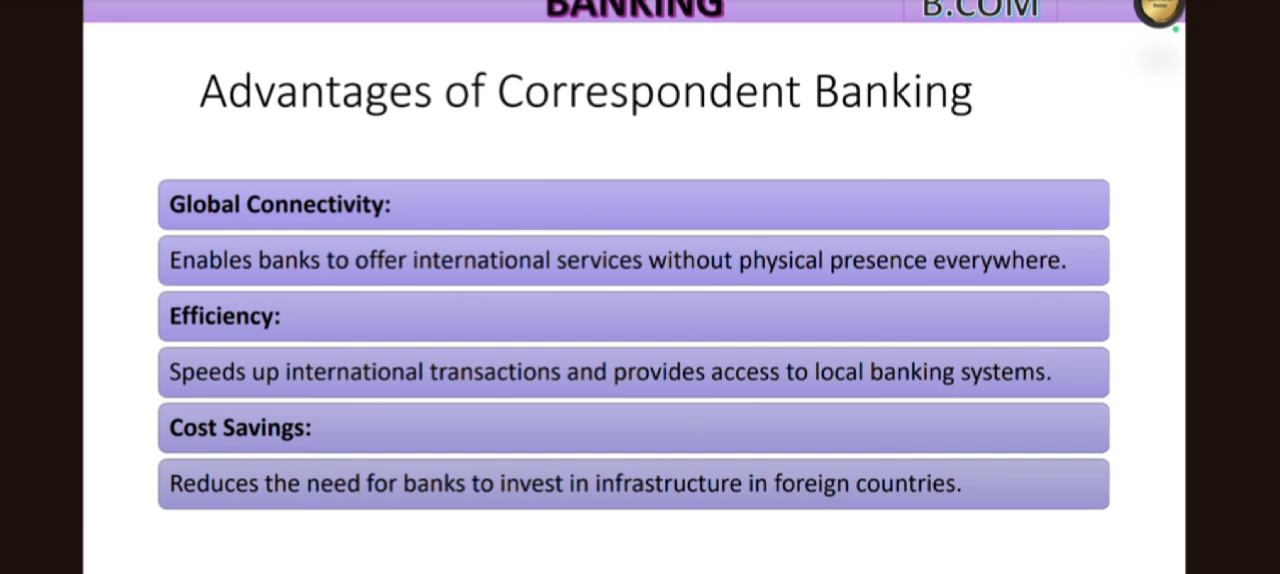 BANKING
B.COM
Advantages of Correspondent Banking
Global Connectivity:
Enables banks to offer international services without physical presence everywhere.
Efficiency:
Speeds up international transactions and provides access to local banking systems.
Cost Savings:
Reduces the need for banks to invest in infrastructure in foreign countries.